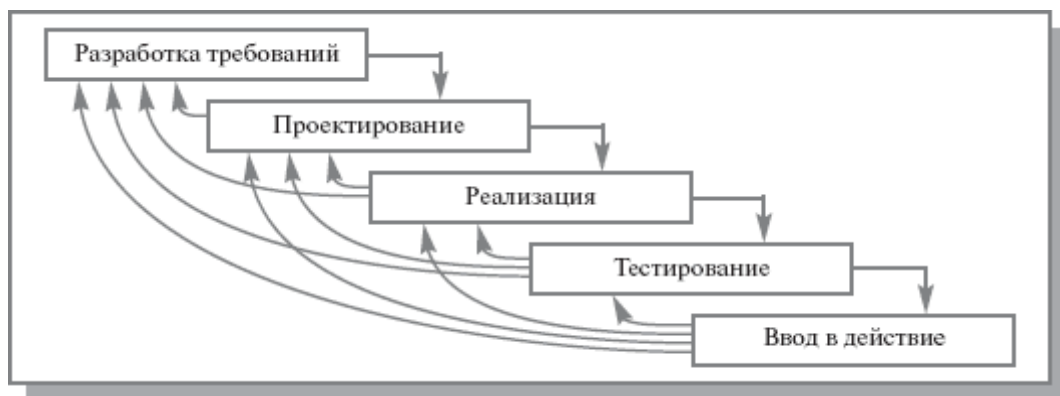 Разработка требований
Проектирование
Реализация
Тестирование
Ввод в действие